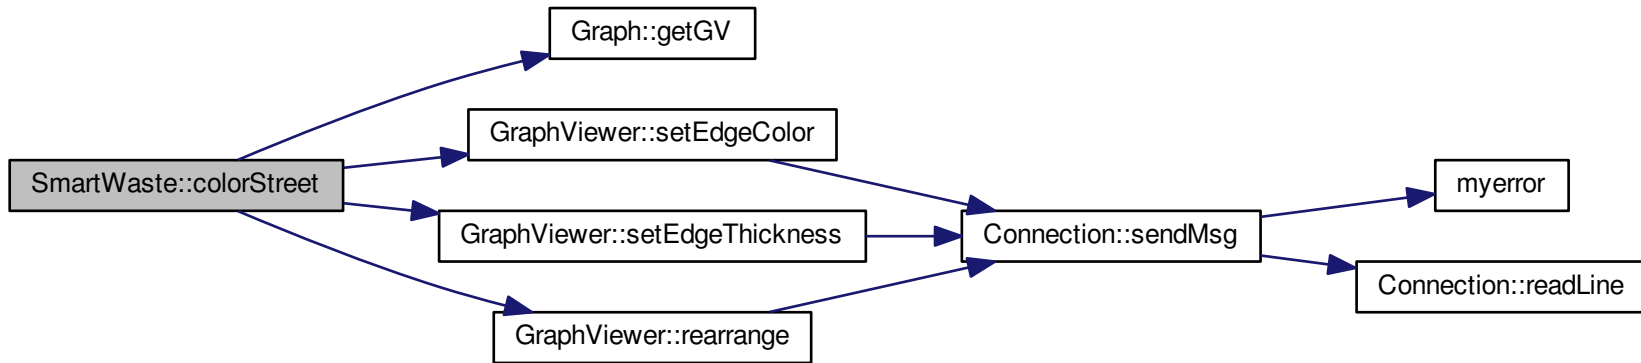 Graph::getGV
GraphViewer::setEdgeColor
SmartWaste::colorStreet
myerror
GraphViewer::setEdgeThickness
Connection::sendMsg
Connection::readLine
GraphViewer::rearrange